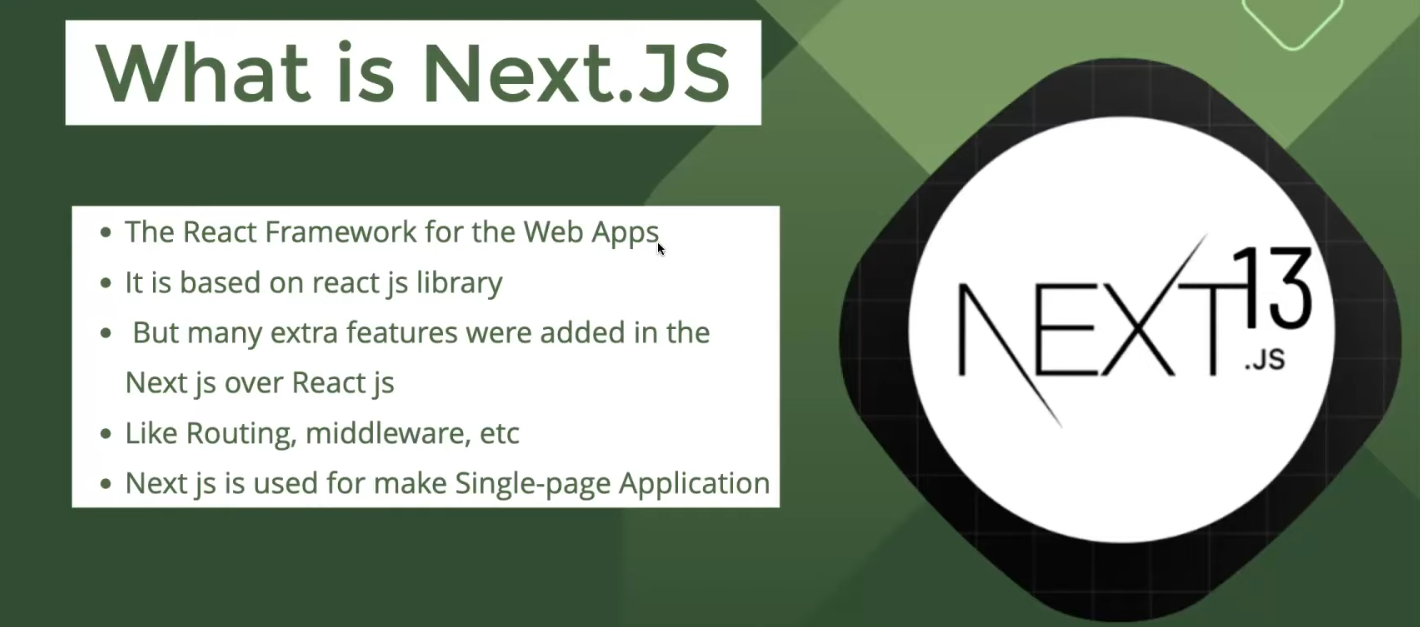 What is Next.JS
• The React Framework for the Web Apps
• It is based on react js library
• But many extra features were added in the
Next js over React js
• Like Routing, middleware, etc
• Next js is used for make Single-page Application
NEXT13
.JS